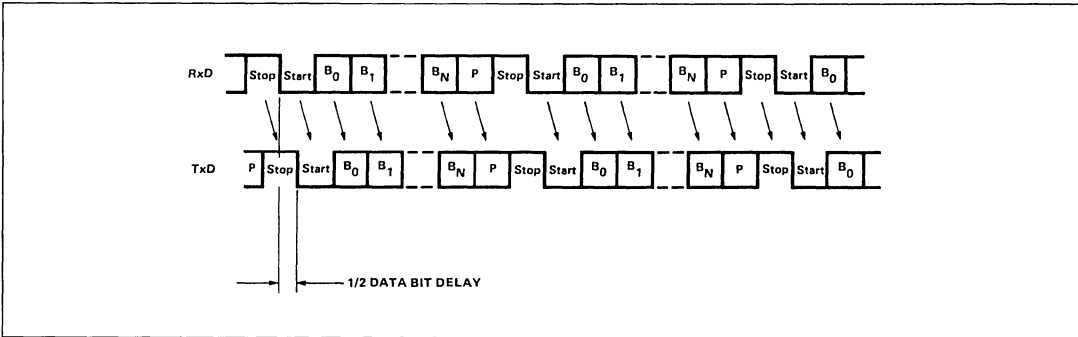 RxD Stop Start B0 B1 BN P Stop Start B0 B1 BN P Stop Start B0
TxD P Stop Start B0 B1 BN P Stop Start B0 B1 BN P Stop Start B0
1/2 DATA BIT DELAY